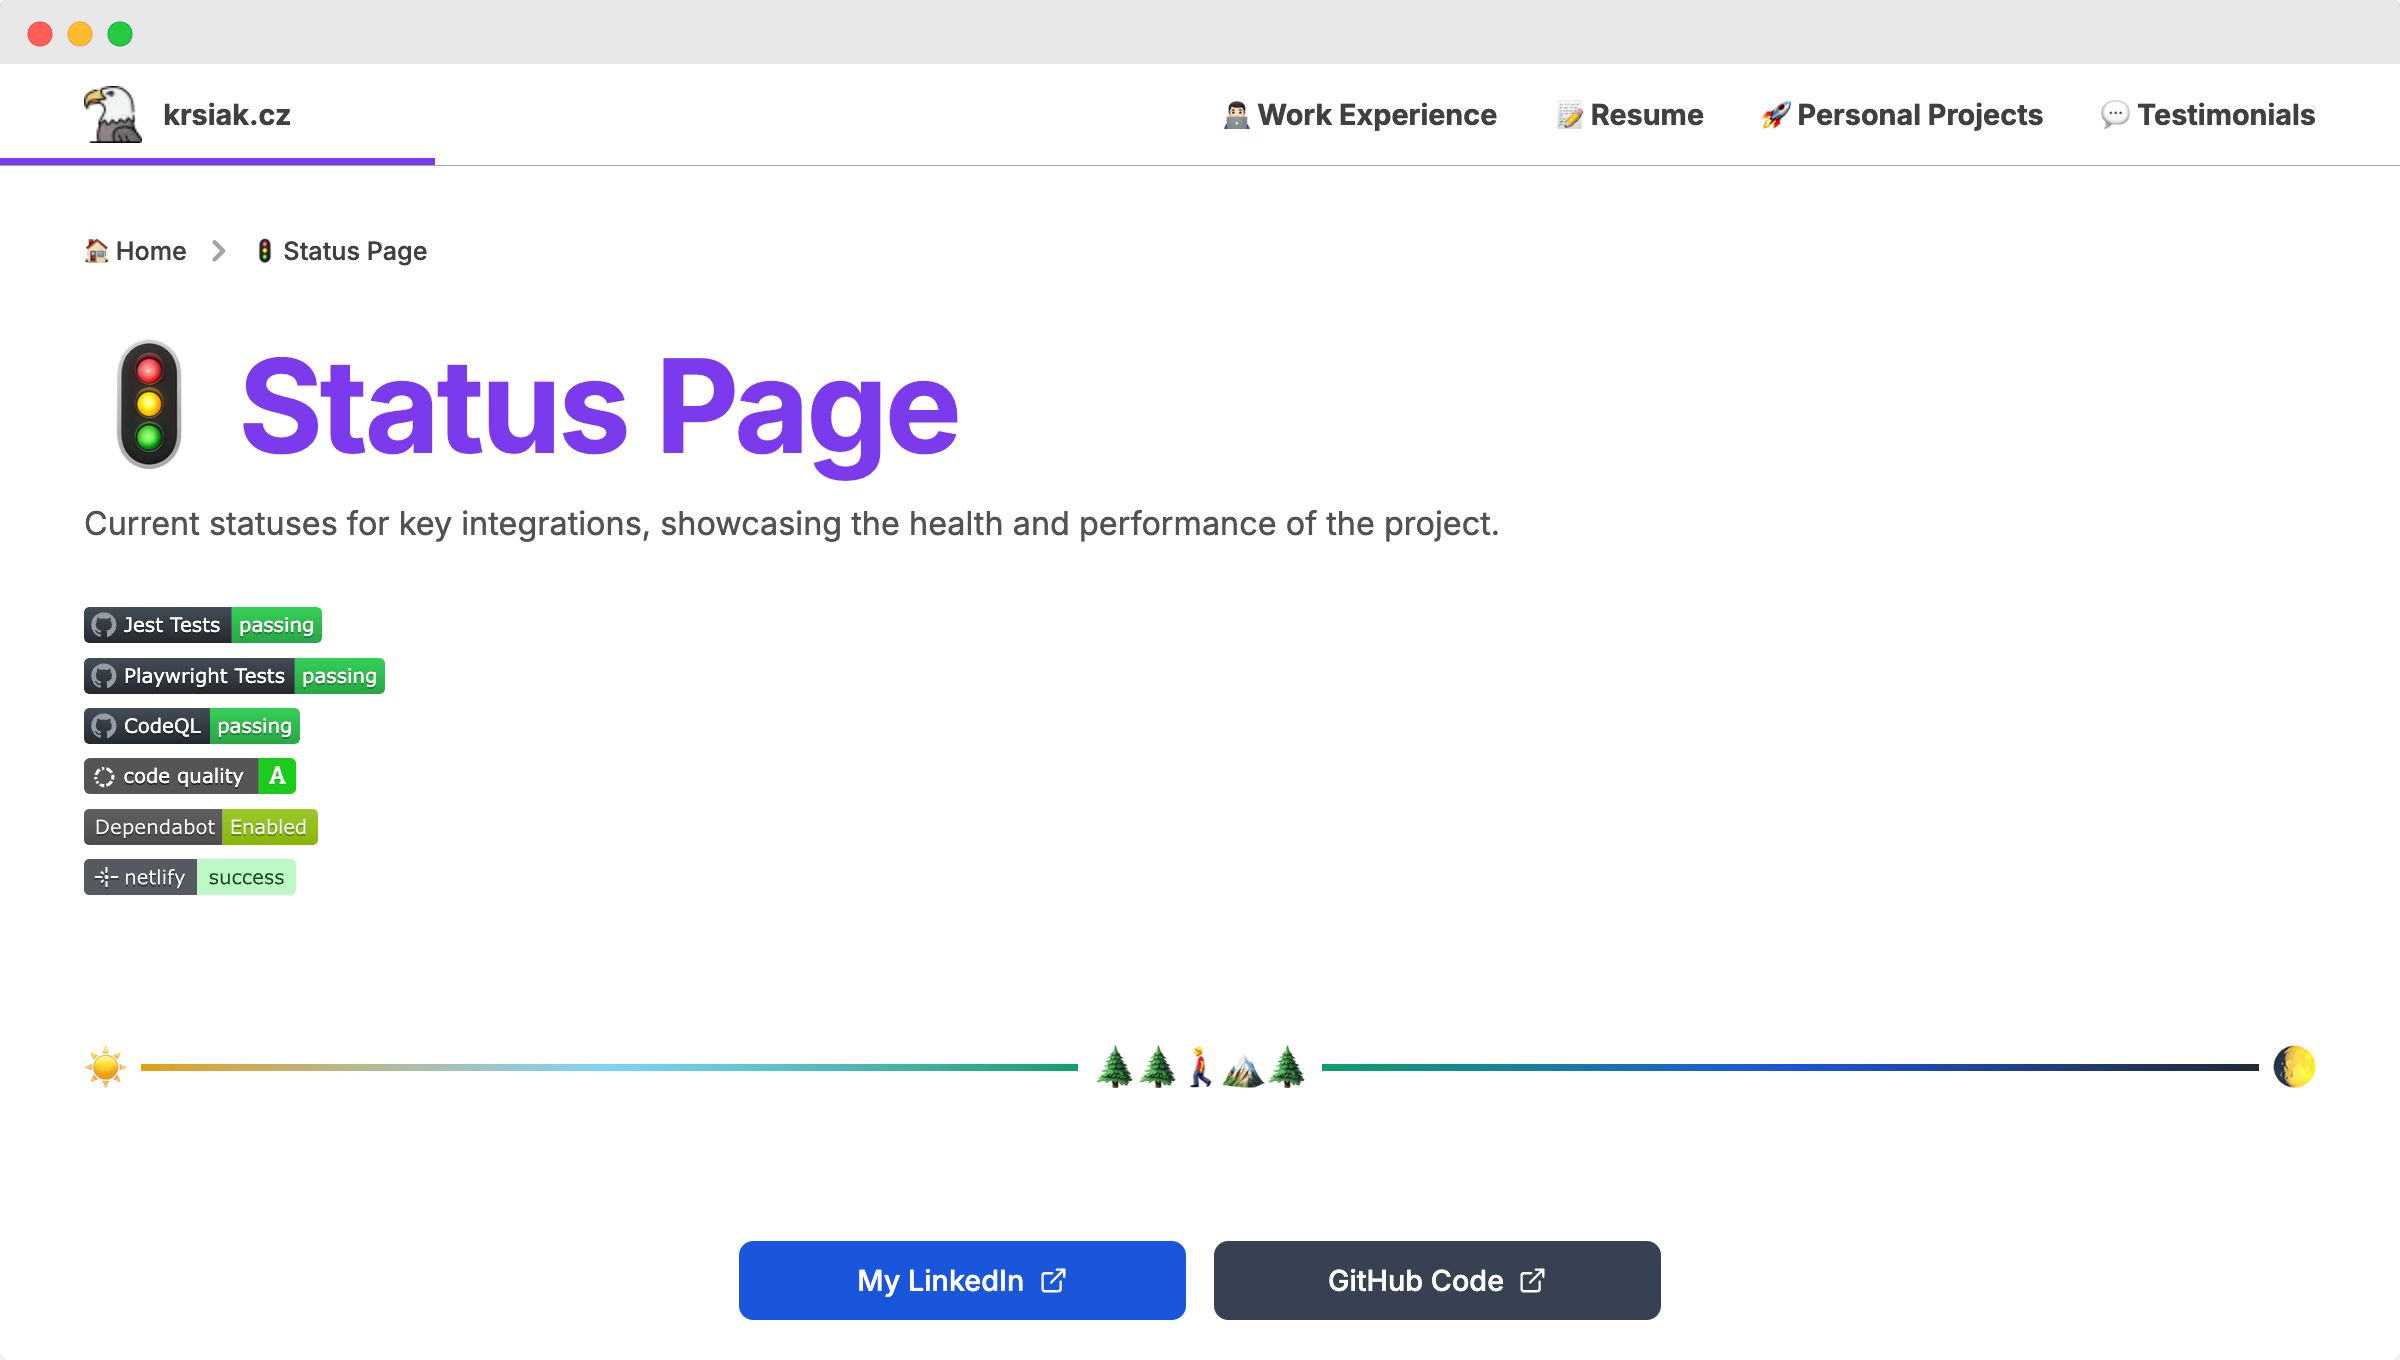 krsiak.cz
Work Experience Resume Personal Projects Testimonials
Home Status Page
Status Page
Current statuses for key integrations, showcasing the health and performance of the project.
Jest Tests passing
Playwright Tests passing
CodeQL passing
code quality A
Dependabot Enabled
netlify success
My LinkedIn GitHub Code